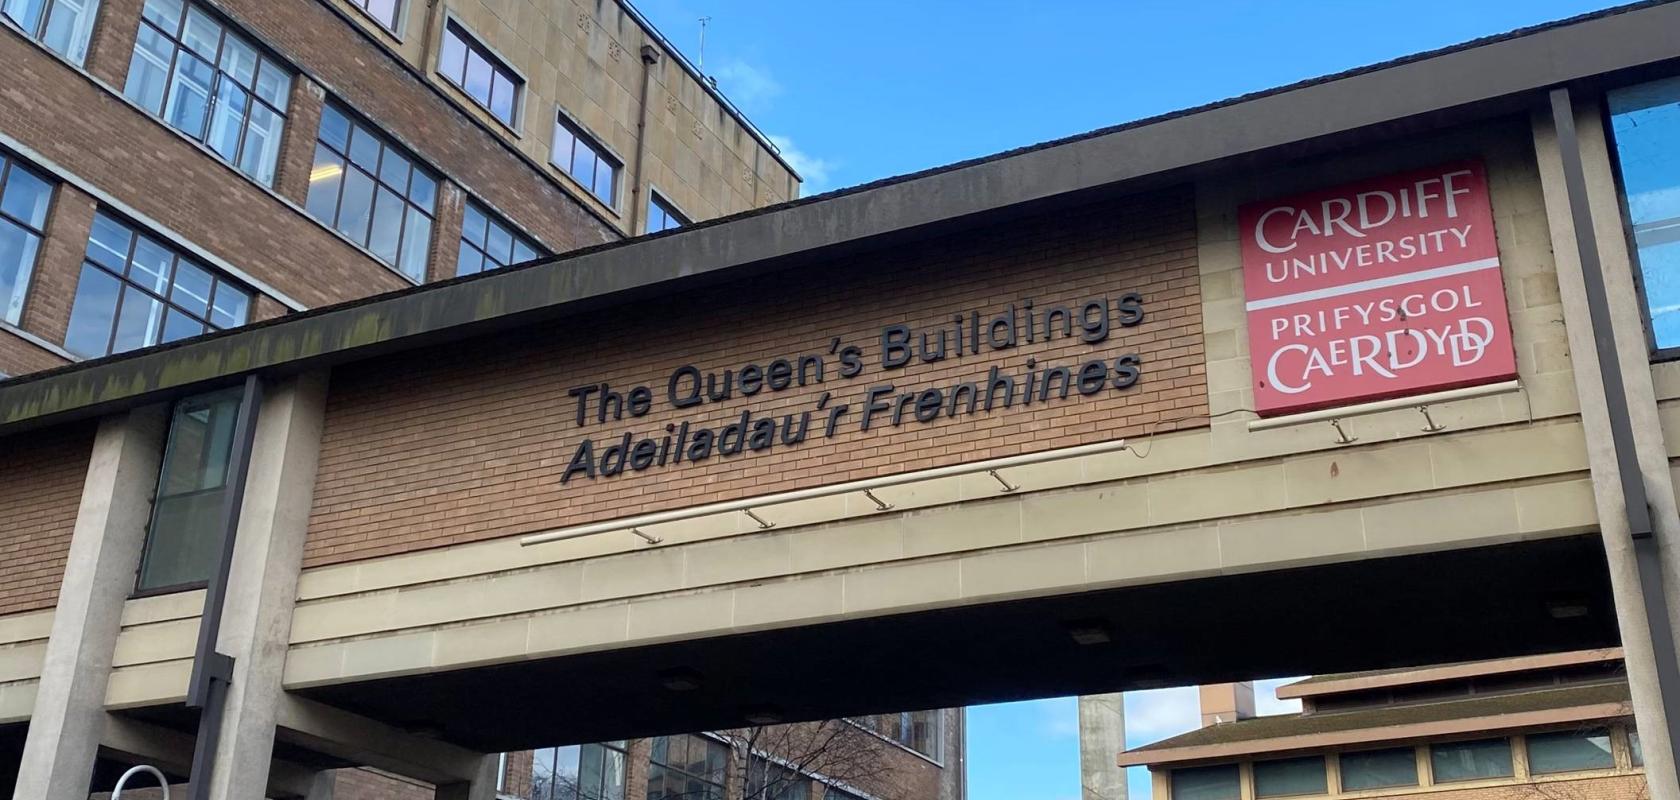 The Queen's Buildings
Adeiladau'r Frenhines
CARDIFF
UNIVERSITY
PRIFYSGOL
CAERDYDD